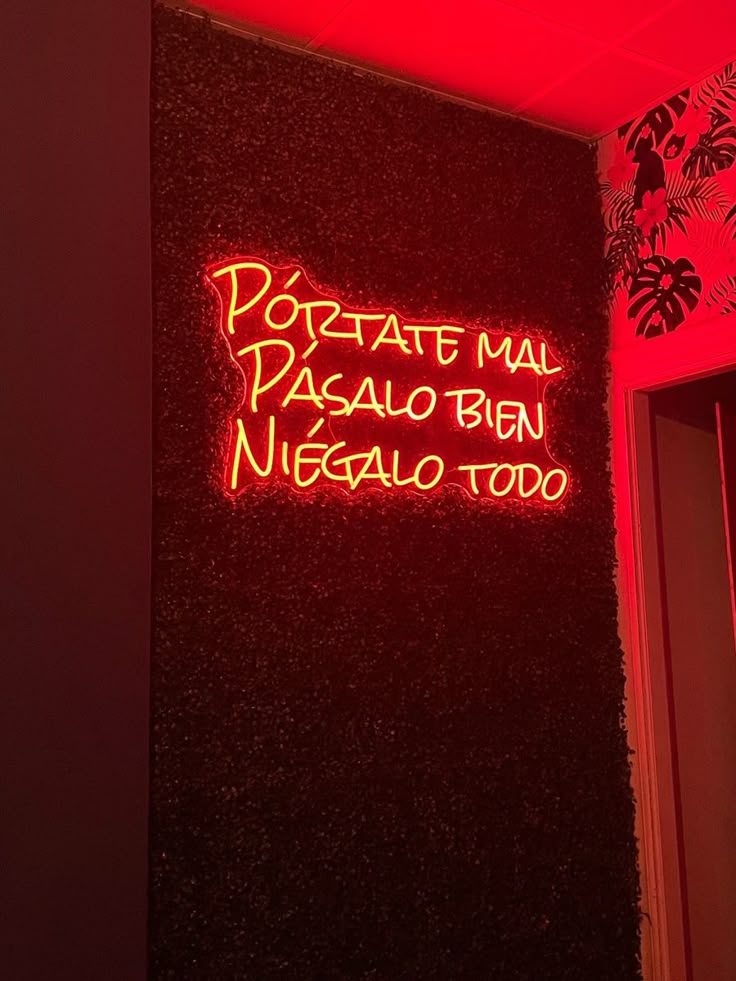 PÓRTATE MAL
PÁSALO BIEN
NIÉGALO TODO